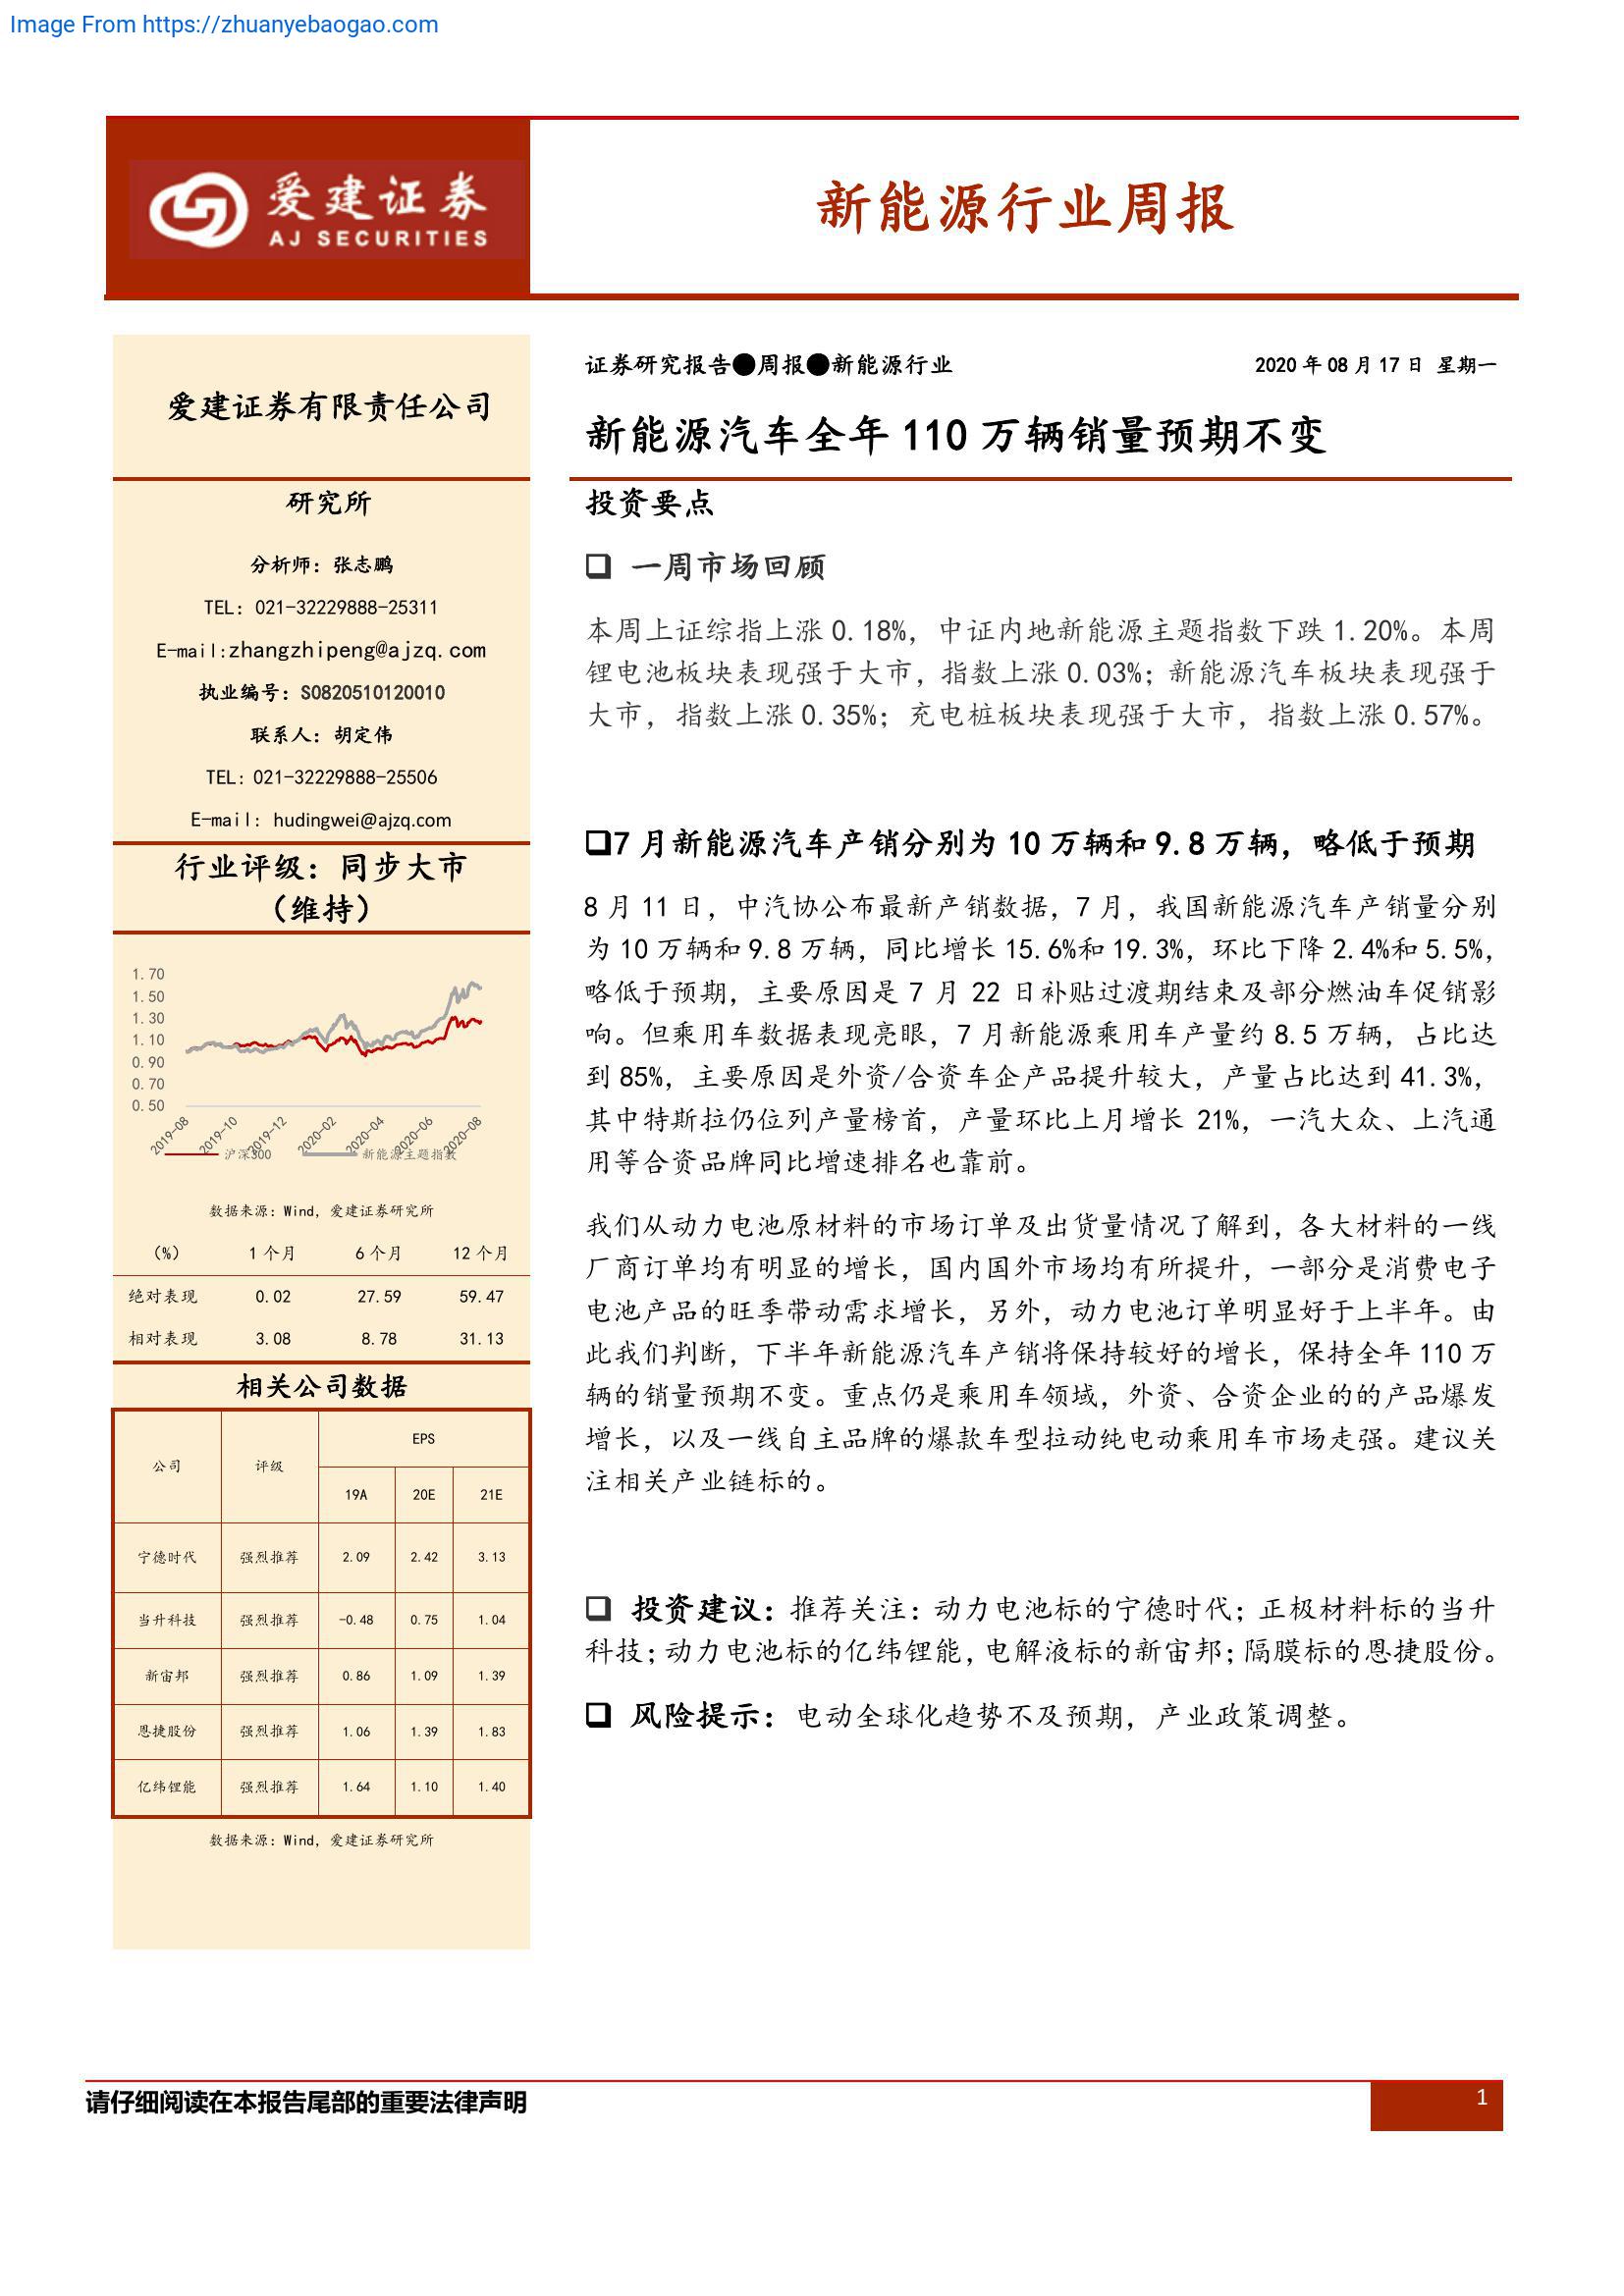 Image From https://zhuanyebaogao.com
爱建证券
AJ SECURITIES
新能源行业周报
爱建证券有限责任公司
研究所
分析师：张志鹏
TEL：021-32229888-25311
E-mail:zhangzhipeng@ajzq.com
执业编号：S0820510120010
联系人：胡定伟
TEL：021-32229888-25506
E-mail: hudingwei@ajzq.com
行业评级：同步大市
（维持）
1.70
1.50
1.30
1.10
0.90
0.70
0.50
2019-08 2019-10 2019-12 2020-02 2020-04 2020-06 2020-08
沪深300 新能源主题指数
数据来源：Wind，爱建证券研究所
（%） 1个月 6个月 12个月
绝对表现 0.02 27.59 59.47
相对表现 3.08 8.78 31.13
相关公司数据
公司 评级 EPS
19A 20E 21E
宁德时代 强烈推荐 2.09 2.42 3.13
当升科技 强烈推荐 -0.48 0.75 1.04
新宙邦 强烈推荐 0.86 1.09 1.39
恩捷股份 强烈推荐 1.06 1.39 1.83
亿纬锂能 强烈推荐 1.64 1.10 1.40
数据来源：Wind，爱建证券研究所
证券研究报告●周报●新能源行业 2020年08月17日 星期一
新能源汽车全年110万辆销量预期不变
投资要点
❑ 一周市场回顾
本周上证综指上涨0.18%，中证内地新能源主题指数下跌1.20%。本周
锂电池板块表现强于大市，指数上涨0.03%；新能源汽车板块表现强于
大市，指数上涨0.35%；充电桩板块表现强于大市，指数上涨0.57%。
❑7月新能源汽车产销分别为10万辆和9.8万辆，略低于预期
8月11日，中汽协公布最新产销数据，7月，我国新能源汽车产销量分别
为10万辆和9.8万辆，同比增长15.6%和19.3%，环比下降2.4%和5.5%，
略低于预期，主要原因是7月22日补贴过渡期结束及部分燃油车促销影
响。但乘用车数据表现亮眼，7月新能源乘用车产量约8.5万辆，占比达
到85%，主要原因是外资/合资车企产品提升较大，产量占比达到41.3%，
其中特斯拉仍位列产量榜首，产量环比上月增长21%，一汽大众、上汽通
用等合资品牌同比增速排名也靠前。
我们从动力电池原材料的市场订单及出货量情况了解到，各大材料的一线
厂商订单均有明显的增长，国内国外市场均有所提升，一部分是消费电子
电池产品的旺季带动需求增长，另外，动力电池订单明显好于上半年。由
此我们判断，下半年新能源汽车产销将保持较好的增长，保持全年110万
辆的销量预期不变。重点仍是乘用车领域，外资、合资企业的的产品爆发
增长，以及一线自主品牌的爆款车型拉动纯电动乘用车市场走强。建议关
注相关产业链标的。
❑ 投资建议：推荐关注：动力电池标的宁德时代；正极材料标的当升
科技；动力电池标的亿纬锂能，电解液标的新宙邦；隔膜标的恩捷股份。
❑ 风险提示：电动全球化趋势不及预期，产业政策调整。
请仔细阅读在本报告尾部的重要法律声明 1